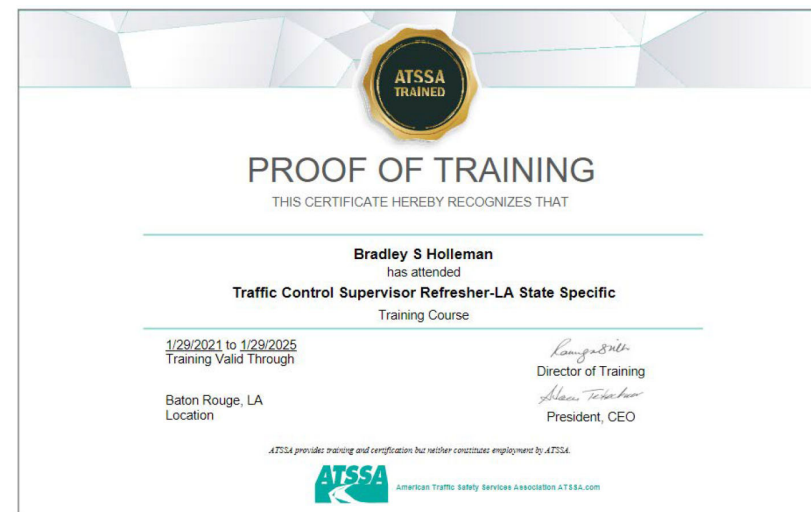 ATSSA
TRAINED
PROOF OF TRAINING
THIS CERTIFICATE HEREBY RECOGNIZES THAT
Bradley S Holleman
has attended
Traffic Control Supervisor Refresher-LA State Specific
Training Course
1/29/2021 to 1/29/2025
Training Valid Through
Director of Training
Baton Rouge, LA
Location
President, CEO
ATSSA provides training and certification but neither constitutes employment by ATSSA.
ATSSA
American Traffic Safety Services Association ATSSA.com